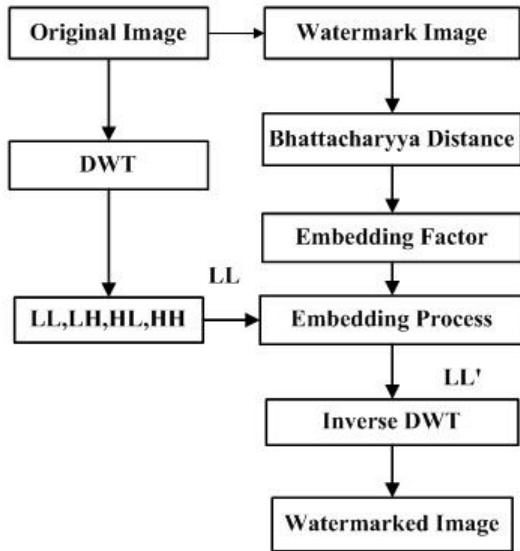 Original Image
Watermark Image
Bhattacharyya Distance
DWT
Embedding Factor
LL
LL,LH,HL,HH
Embedding Process
LL'
Inverse DWT
Watermarked Image